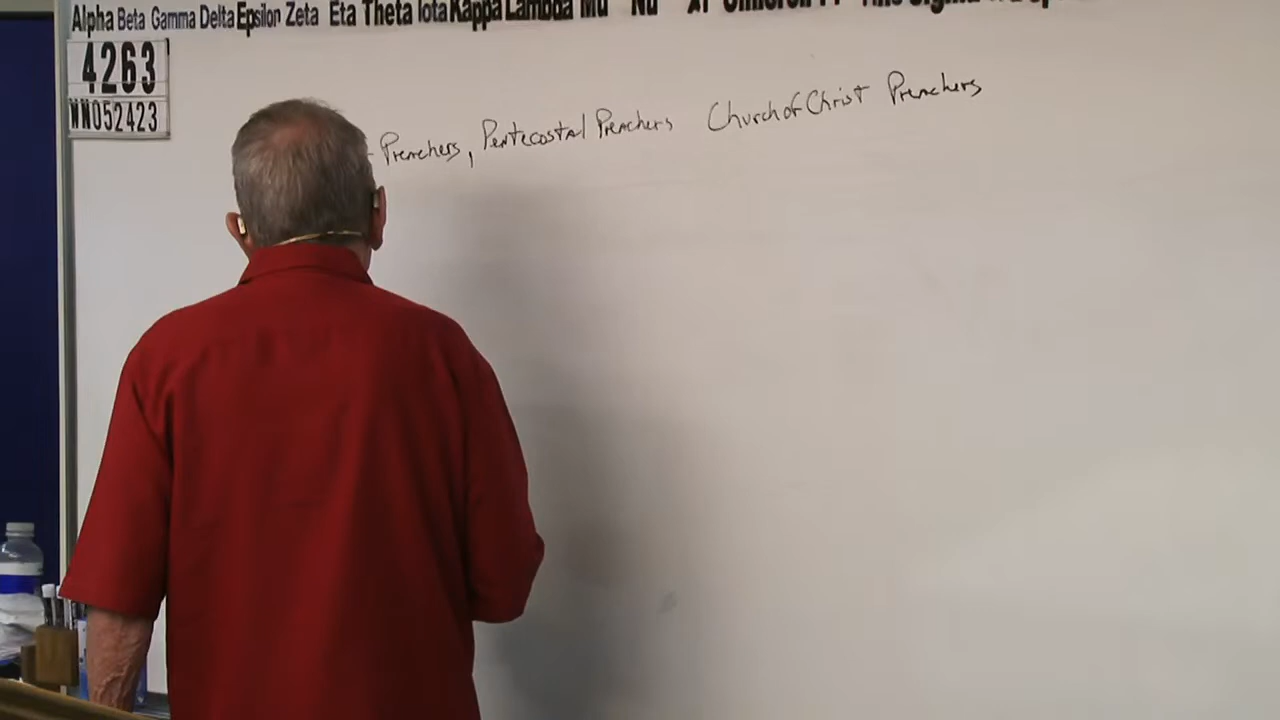 Alpha Beta Gamma Delta Epsilon Zeta Eta Theta Iota Kappa Lambda Mu Nu Xi Omicron Pi Rho Sigma
4263
WN052423
Preachers, Pentecostal Preachers Church of Christ Preachers